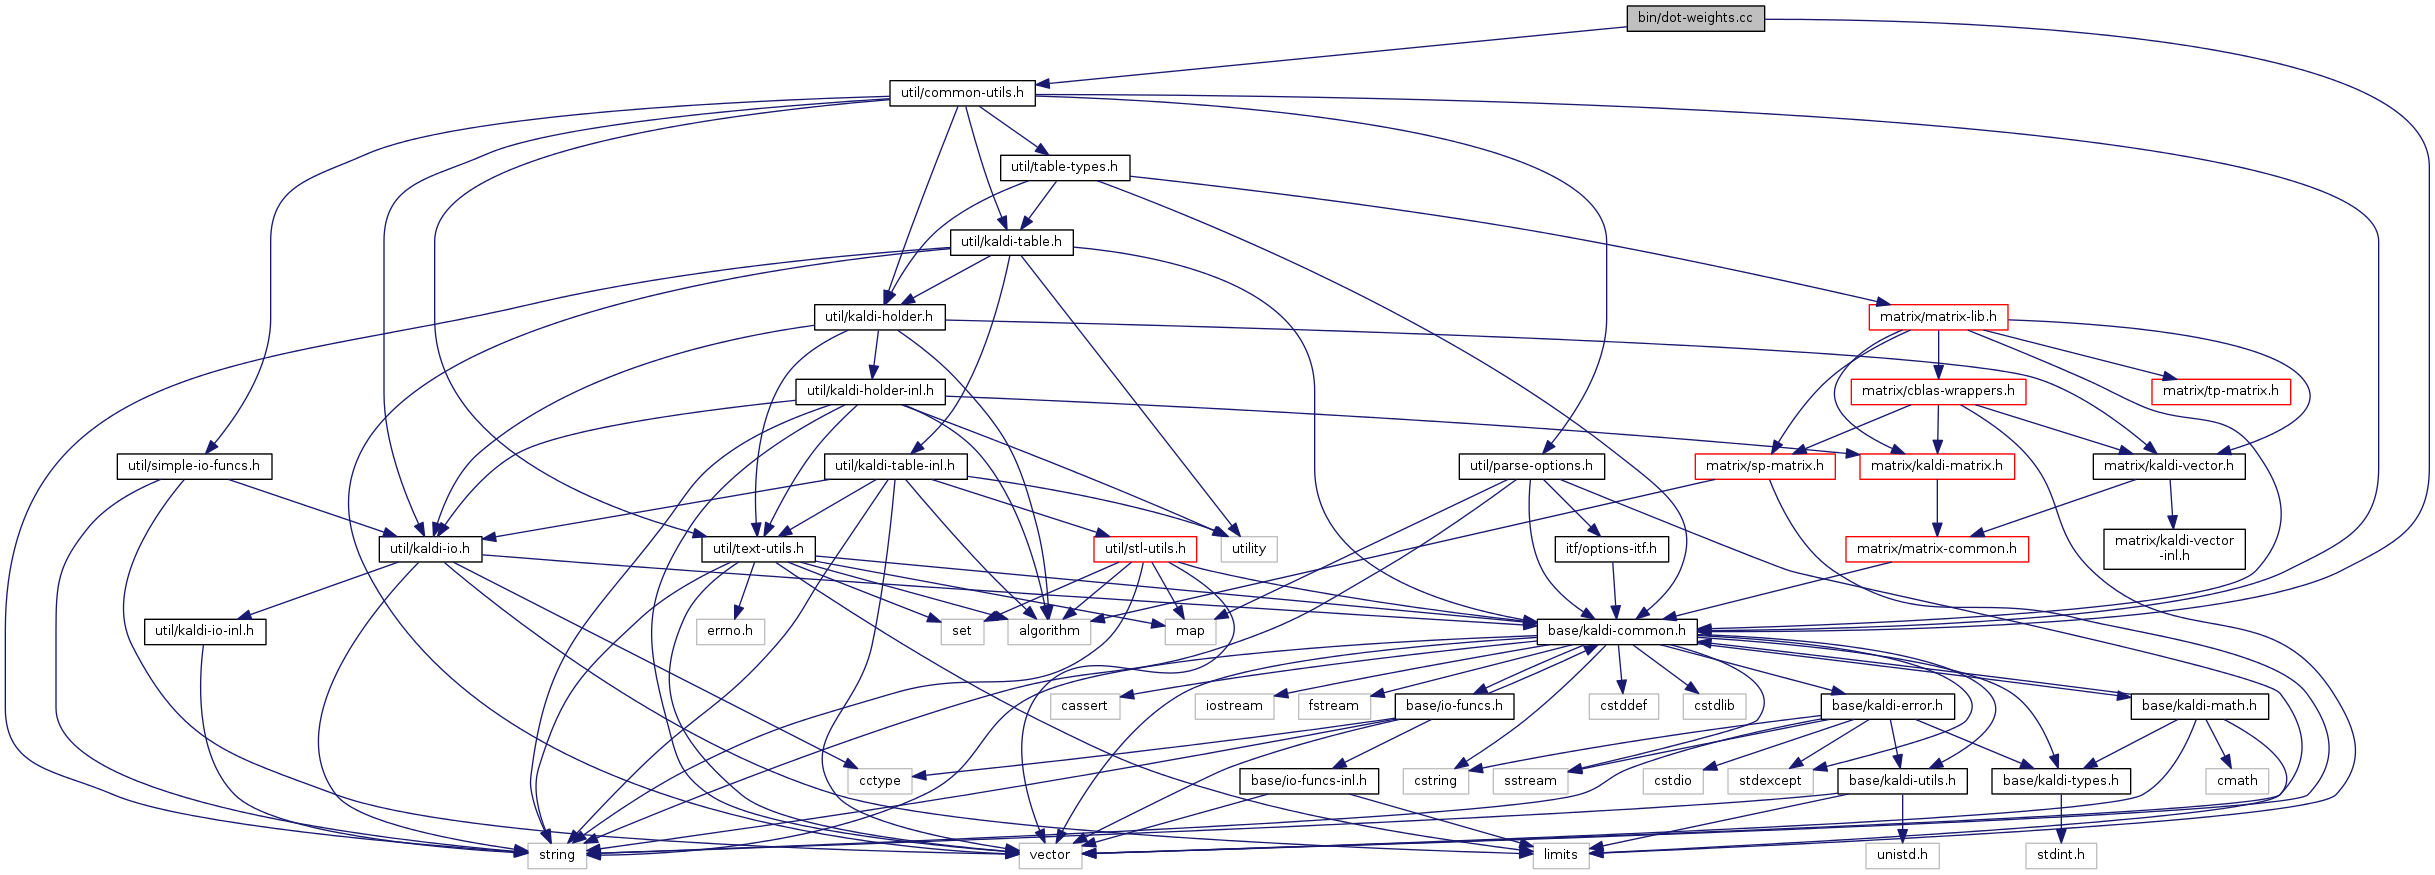 bin/dot-weights.cc
util/common-utils.h
util/table-types.h
util/kaldi-table.h
util/kaldi-holder.h
matrix/matrix-lib.h
util/kaldi-holder-inl.h
matrix/cblas-wrappers.h
matrix/tp-matrix.h
util/simple-io-funcs.h
util/kaldi-table-inl.h
util/parse-options.h
matrix/sp-matrix.h
matrix/kaldi-matrix.h
matrix/kaldi-vector.h
util/kaldi-io.h
util/text-utils.h
util/stl-utils.h
utility
itf/options-itf.h
matrix/matrix-common.h
matrix/kaldi-vector
-inl.h
util/kaldi-io-inl.h
errno.h
set
algorithm
map
base/kaldi-common.h
cassert
iostream
fstream
base/io-funcs.h
cstddef
cstdlib
base/kaldi-error.h
base/kaldi-math.h
cctype
base/io-funcs-inl.h
cstring
sstream
cstdio
stdexcept
base/kaldi-utils.h
base/kaldi-types.h
cmath
string
vector
limits
unistd.h
stdint.h